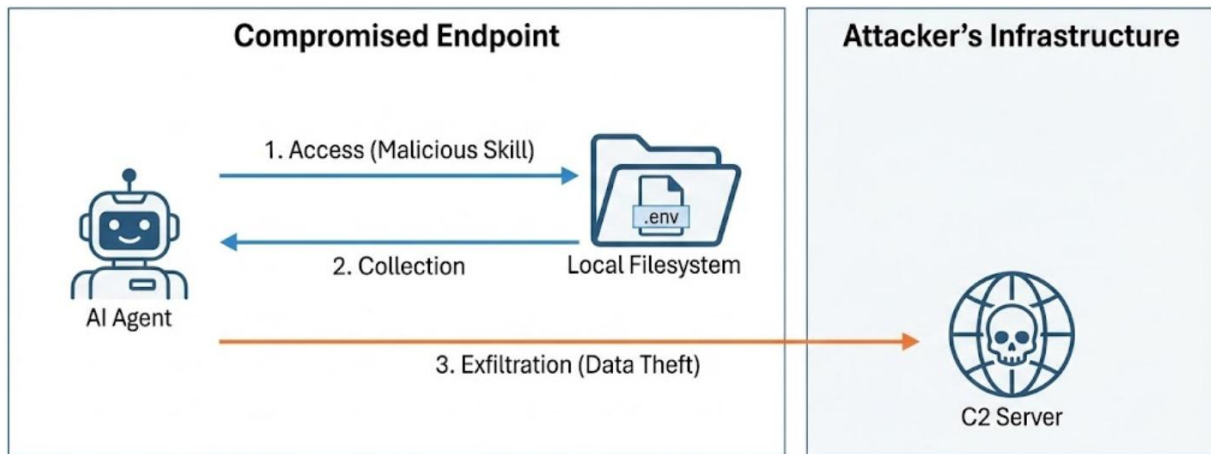 Compromised Endpoint
Attacker's Infrastructure
1. Access (Malicious Skill)
.env
2. Collection
Local Filesystem
AI Agent
3. Exfiltration (Data Theft)
C2 Server